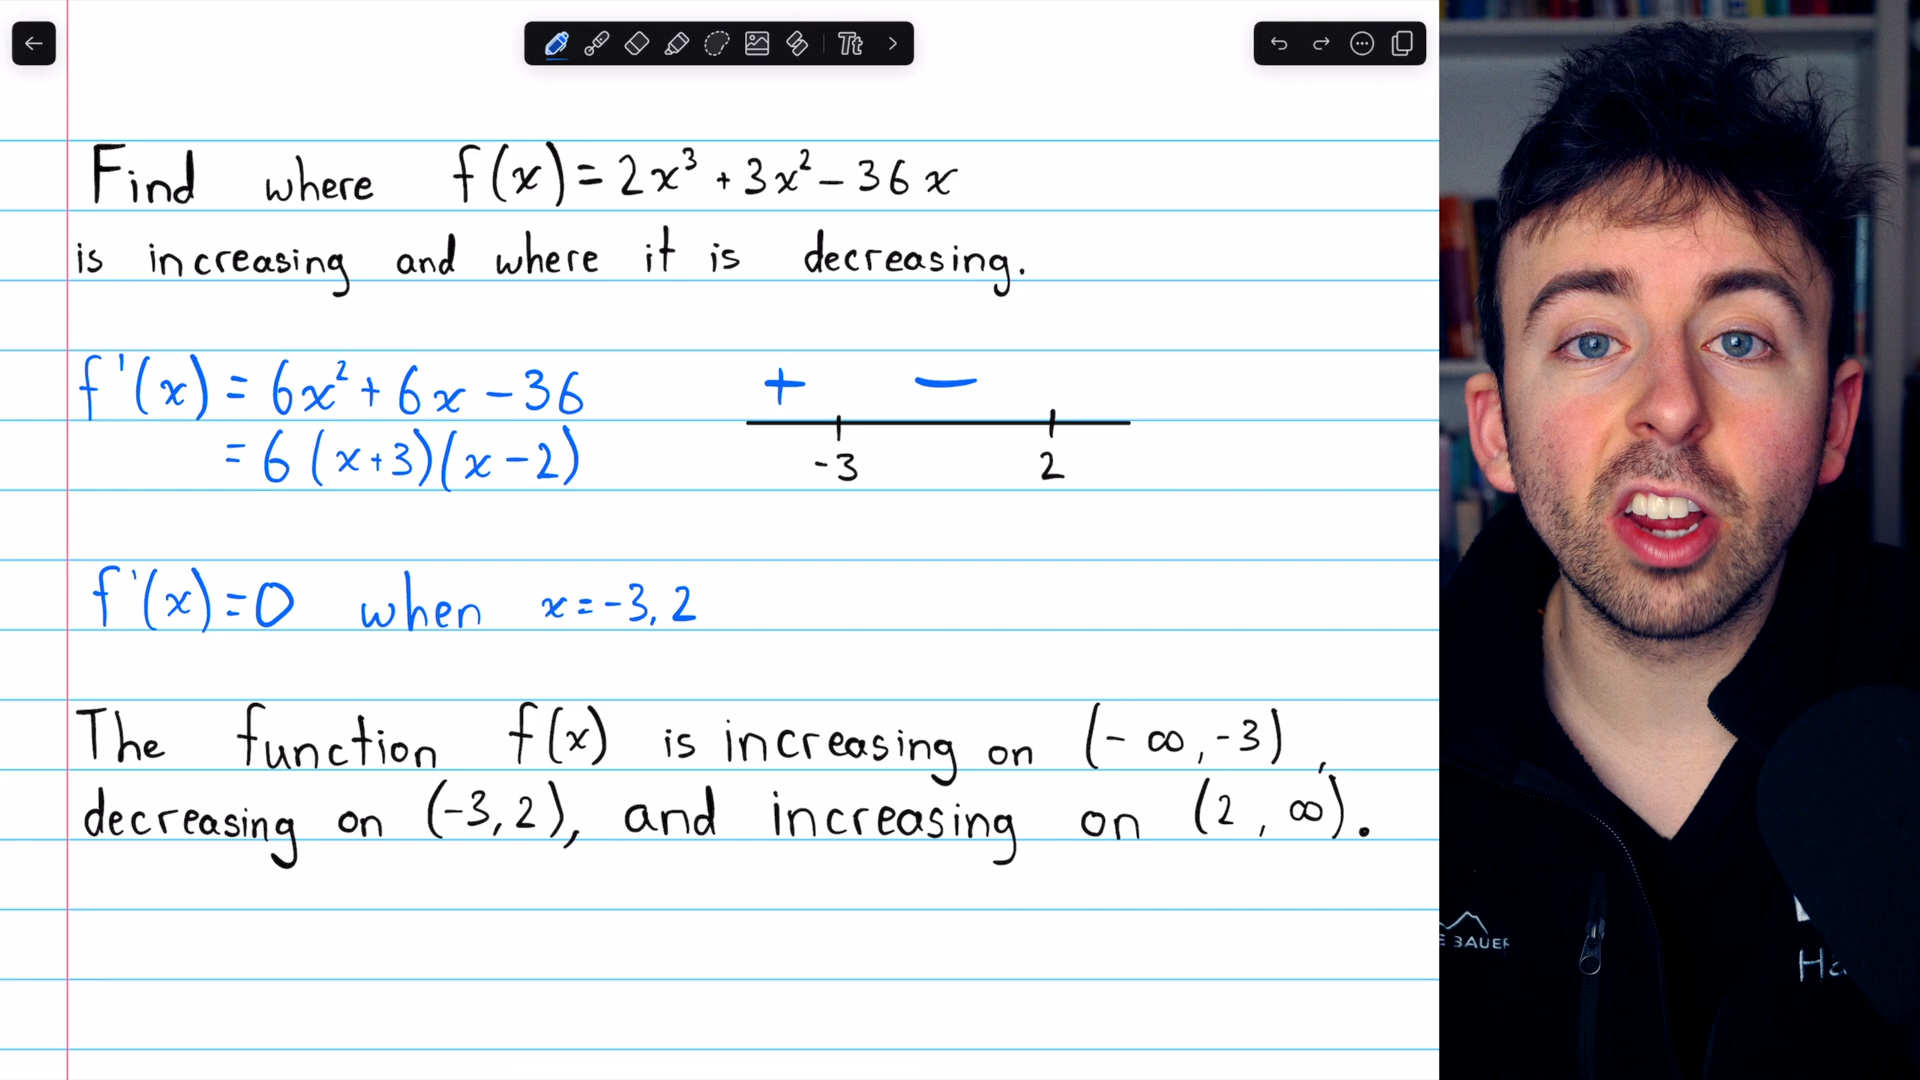 Find where f(x) = 2x³ + 3x² - 36x
is increasing and where it is decreasing.
f'(x) = 6x² + 6x - 36
= 6(x+3)(x-2)
+ −
-3 2
f'(x) = 0 when x = -3, 2
The function f(x) is increasing on (-∞, -3),
decreasing on (-3, 2), and increasing on (2, ∞).
Tt
E BAUER